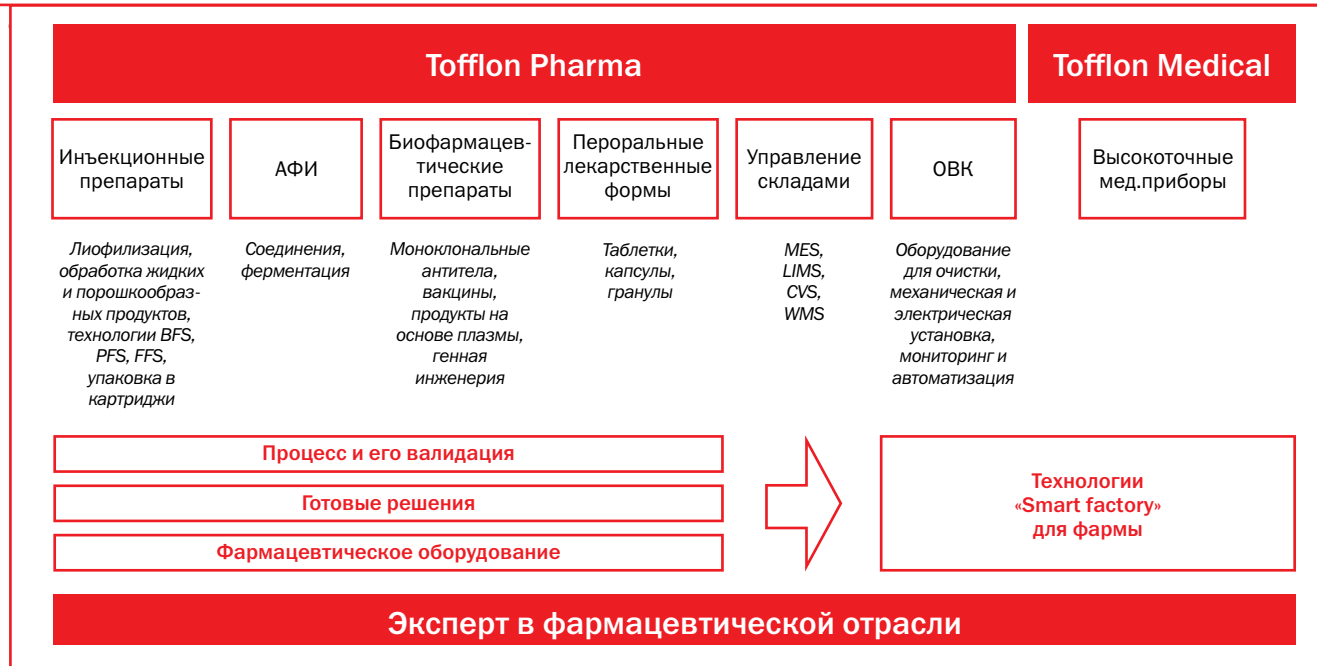 Tofflon Pharma
Tofflon Medical
Инъекционные
препараты
АФИ
Биофармацев-
тические
препараты
Пероральные
лекарственные
формы
Управление
складами
ОВК
Высокоточные
мед.приборы
Лиофилизация,
обработка жидких
и порошкообраз-
ных продуктов,
технологии BFS,
PFS, FFS,
упаковка в
картриджи
Соединения,
ферментация
Моноклональные
антитела,
вакцины,
продукты на
основе плазмы,
генная
инженерия
Таблетки,
капсулы,
гранулы
MES,
LIMS,
CVS,
WMS
Оборудование
для очистки,
механическая и
электрическая
установка,
мониторинг и
автоматизация
Процесс и его валидация
Готовые решения
Фармацевтическое оборудование
Технологии
«Smart factory»
для фармы
Эксперт в фармацевтической отрасли